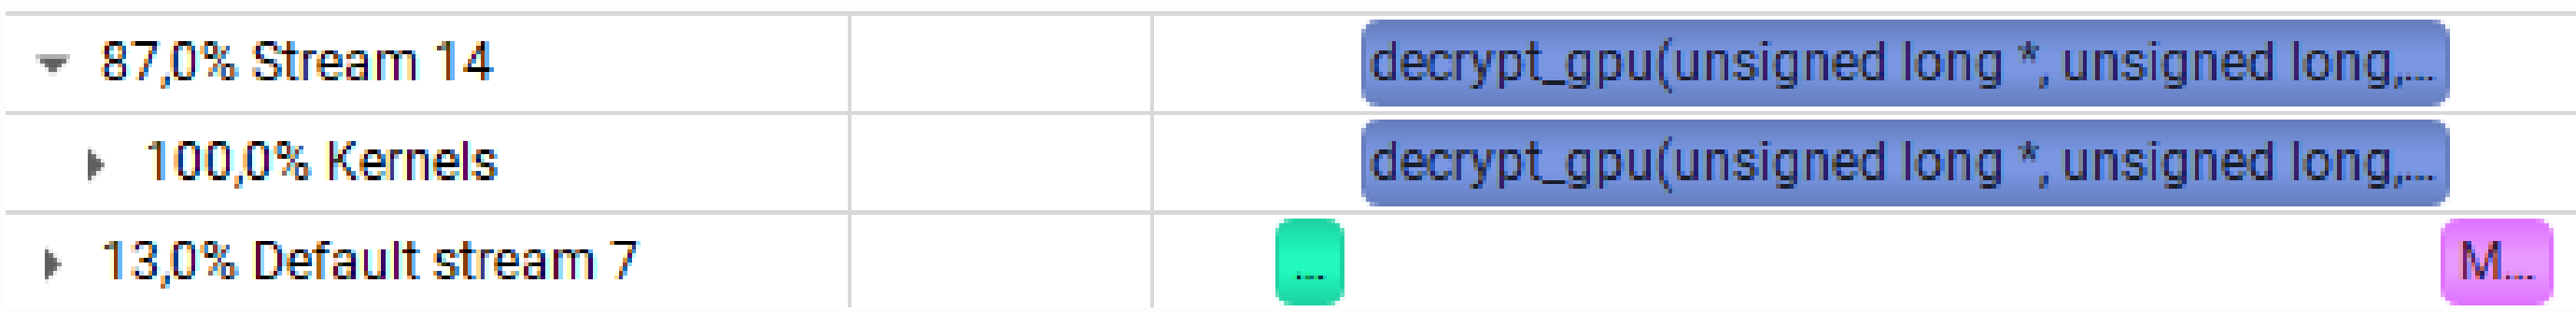 87,0% Stream 14 decrypt_gpu(unsigned long *, unsigned long,...
100,0% Kernels decrypt_gpu(unsigned long *, unsigned long,...
13,0% Default stream 7 ... M...